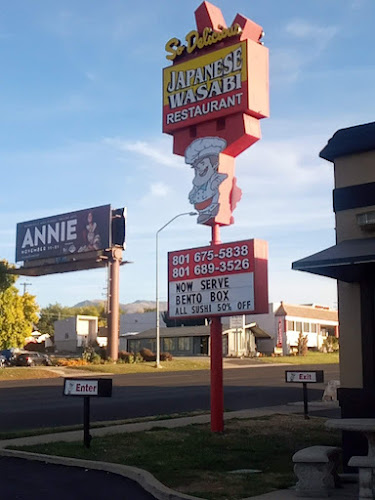 So Delicious
JAPANESE
WASABI
RESTAURANT
801 675-5838
801 689-3526
NOW SERVE
BENTO BOX
ALL SUSHI 50% OFF
ANNIE
Enter
Exit